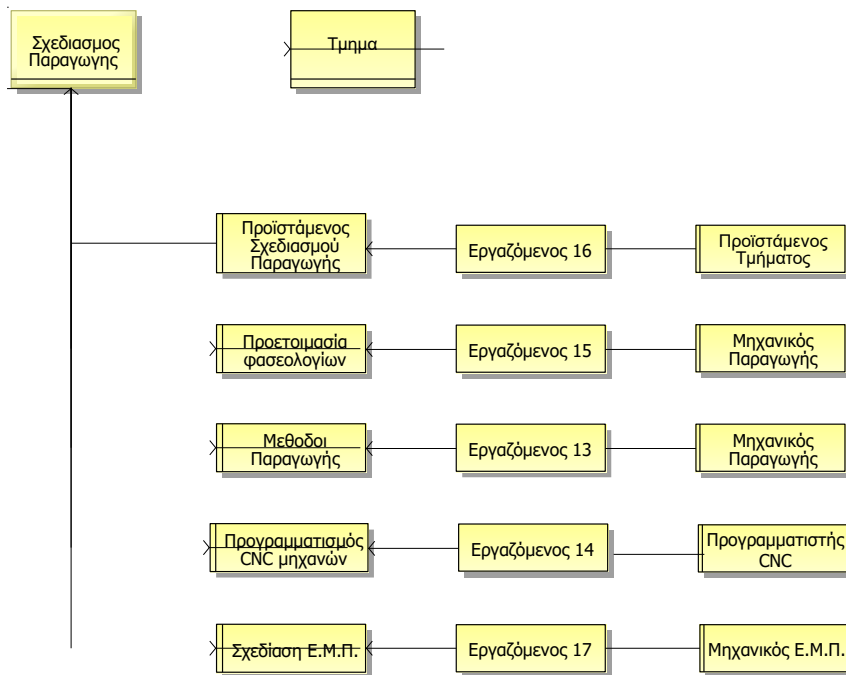 Σχεδιασμος
Παραγωγης
Τμημα
Προϊστάμενος
Σχεδιασμού
Παραγωγής
Εργαζόμενος 16
Προϊστάμενος
Τμήματος
Προετοιμασία
φασεολογίων
Εργαζόμενος 15
Μηχανικός
Παραγωγής
Μεθοδοι
Παραγωγής
Εργαζόμενος 13
Μηχανικός
Παραγωγής
Προγραμματισμός
CNC μηχανών
Εργαζόμενος 14
Προγραμματιστής
CNC
Σχεδίαση Ε.Μ.Π.
Εργαζόμενος 17
Μηχανικός Ε.Μ.Π.